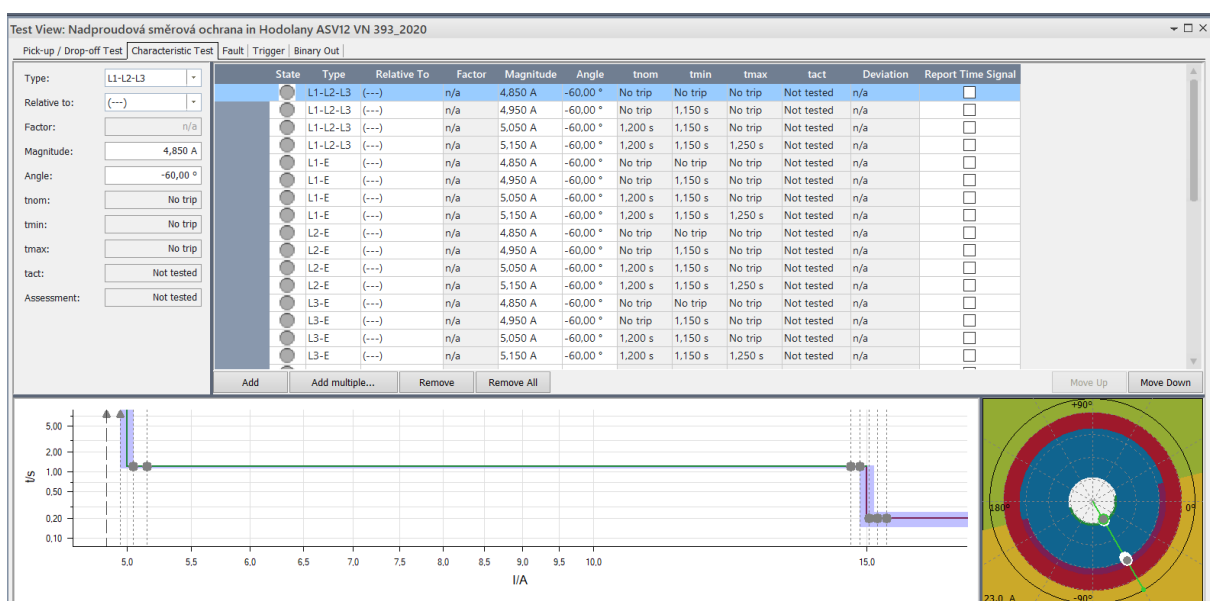 Test View: Nadproudová směrová ochrana in Hodolany ASV12 VN 393_2020
Pick-up / Drop-off Test Characteristic Test Fault Trigger Binary Out
Type: L1-L2-L3
Relative to: (---)
Factor: n/a
Magnitude: 4,850 A
Angle: -60,00 °
tnom: No trip
tmin: No trip
tmax: No trip
tact: Not tested
Assessment: Not tested
State Type Relative To Factor Magnitude Angle tnom tmin tmax tact Deviation Report Time Signal
L1-L2-L3 (---) n/a 4,850 A -60,00 ° No trip No trip No trip Not tested n/a
L1-L2-L3 (---) n/a 4,950 A -60,00 ° No trip 1,150 s No trip Not tested n/a
L1-L2-L3 (---) n/a 5,050 A -60,00 ° 1,200 s 1,150 s No trip Not tested n/a
L1-L2-L3 (---) n/a 5,150 A -60,00 ° 1,200 s 1,150 s 1,250 s Not tested n/a
L1-E (---) n/a 4,850 A -60,00 ° No trip No trip No trip Not tested n/a
L1-E (---) n/a 4,950 A -60,00 ° No trip 1,150 s No trip Not tested n/a
L1-E (---) n/a 5,050 A -60,00 ° 1,200 s 1,150 s No trip Not tested n/a
L1-E (---) n/a 5,150 A -60,00 ° 1,200 s 1,150 s 1,250 s Not tested n/a
L2-E (---) n/a 4,850 A -60,00 ° No trip No trip No trip Not tested n/a
L2-E (---) n/a 4,950 A -60,00 ° No trip 1,150 s No trip Not tested n/a
L2-E (---) n/a 5,050 A -60,00 ° 1,200 s 1,150 s No trip Not tested n/a
L2-E (---) n/a 5,150 A -60,00 ° 1,200 s 1,150 s 1,250 s Not tested n/a
L3-E (---) n/a 4,850 A -60,00 ° No trip No trip No trip Not tested n/a
L3-E (---) n/a 4,950 A -60,00 ° No trip 1,150 s No trip Not tested n/a
L3-E (---) n/a 5,050 A -60,00 ° 1,200 s 1,150 s No trip Not tested n/a
L3-E (---) n/a 5,150 A -60,00 ° 1,200 s 1,150 s 1,250 s Not tested n/a
Add Add multiple... Remove Remove All Move Up Move Down
t/s
5,00
2,00
1,00
0,50
0,20
0,10
5,0 5,5 6,0 6,5 7,0 7,5 8,0 8,5 9,0 9,5 10,0 15,0
I/A
+90°
180° 0°
23,0 A -90°